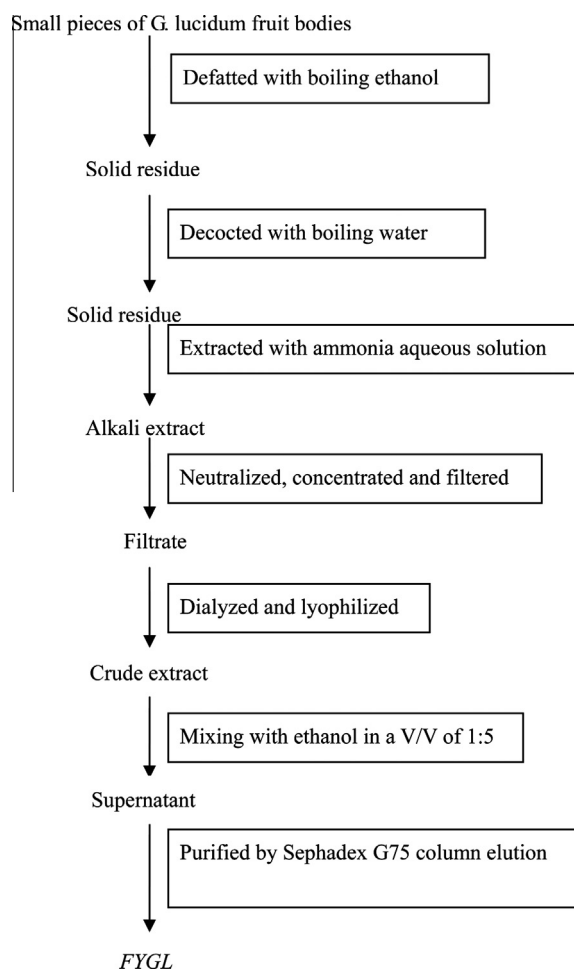 Small pieces of G. lucidum fruit bodies
Defatted with boiling ethanol
Solid residue
Decocted with boiling water
Solid residue
Extracted with ammonia aqueous solution
Alkali extract
Neutralized, concentrated and filtered
Filtrate
Dialyzed and lyophilized
Crude extract
Mixing with ethanol in a V/V of 1:5
Supernatant
Purified by Sephadex G75 column elution
FYGL